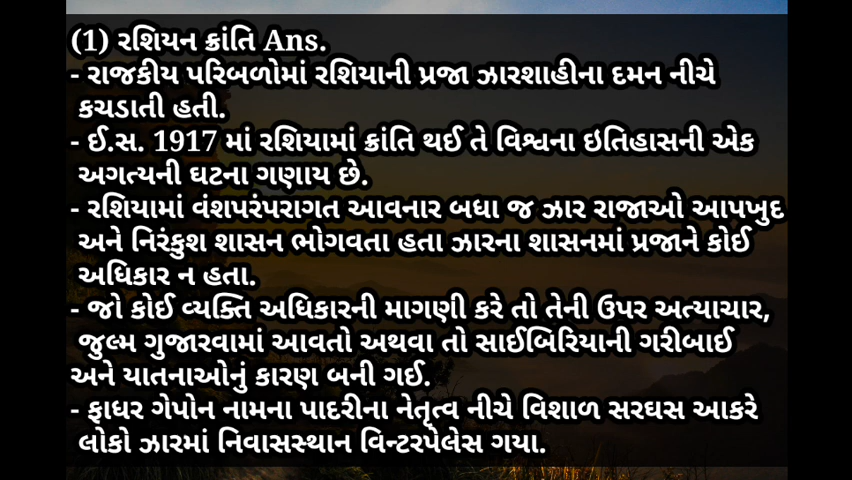 (1) રશિયન ક્રાંતિ Ans.
- રાજકીય પરિબળોમાં રશિયાની પ્રજા ઝારશાહીના દમન નીચે
કચડાતી હતી.
- ઈ.સ. 1917 માં રશિયામાં ક્રાંતિ થઈ તે વિશ્વના ઇતિહાસની એક
અગત્યની ઘટના ગણાય છે.
- રશિયામાં વંશપરંપરાગત આવનાર બધા જ ઝાર રાજાઓ આપખુદ
અને નિરંકુશ શાસન ભોગવતા હતા ઝારના શાસનમાં પ્રજાને કોઈ
અધિકાર ન હતા.
- જો કોઈ વ્યક્તિ અધિકારની માગણી કરે તો તેની ઉપર અત્યાચાર,
જુલ્મ ગુજારવામાં આવતો અથવા તો સાઈબિરિયાની ગરીબાઈ
અને યાતનાઓનું કારણ બની ગઈ.
- ફાધર ગેપોન નામના પાદરીના નેતૃત્વ નીચે વિશાળ સરઘસ આકરે
લોકો ઝારમાં નિવાસસ્થાન વિન્ટરપેલેસ ગયા.